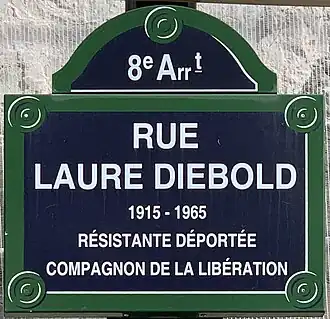 8e Arrt
RUE
LAURE DIEBOLD
1915 - 1965
RÉSISTANTE DÉPORTÉE
COMPAGNON DE LA LIBÉRATION